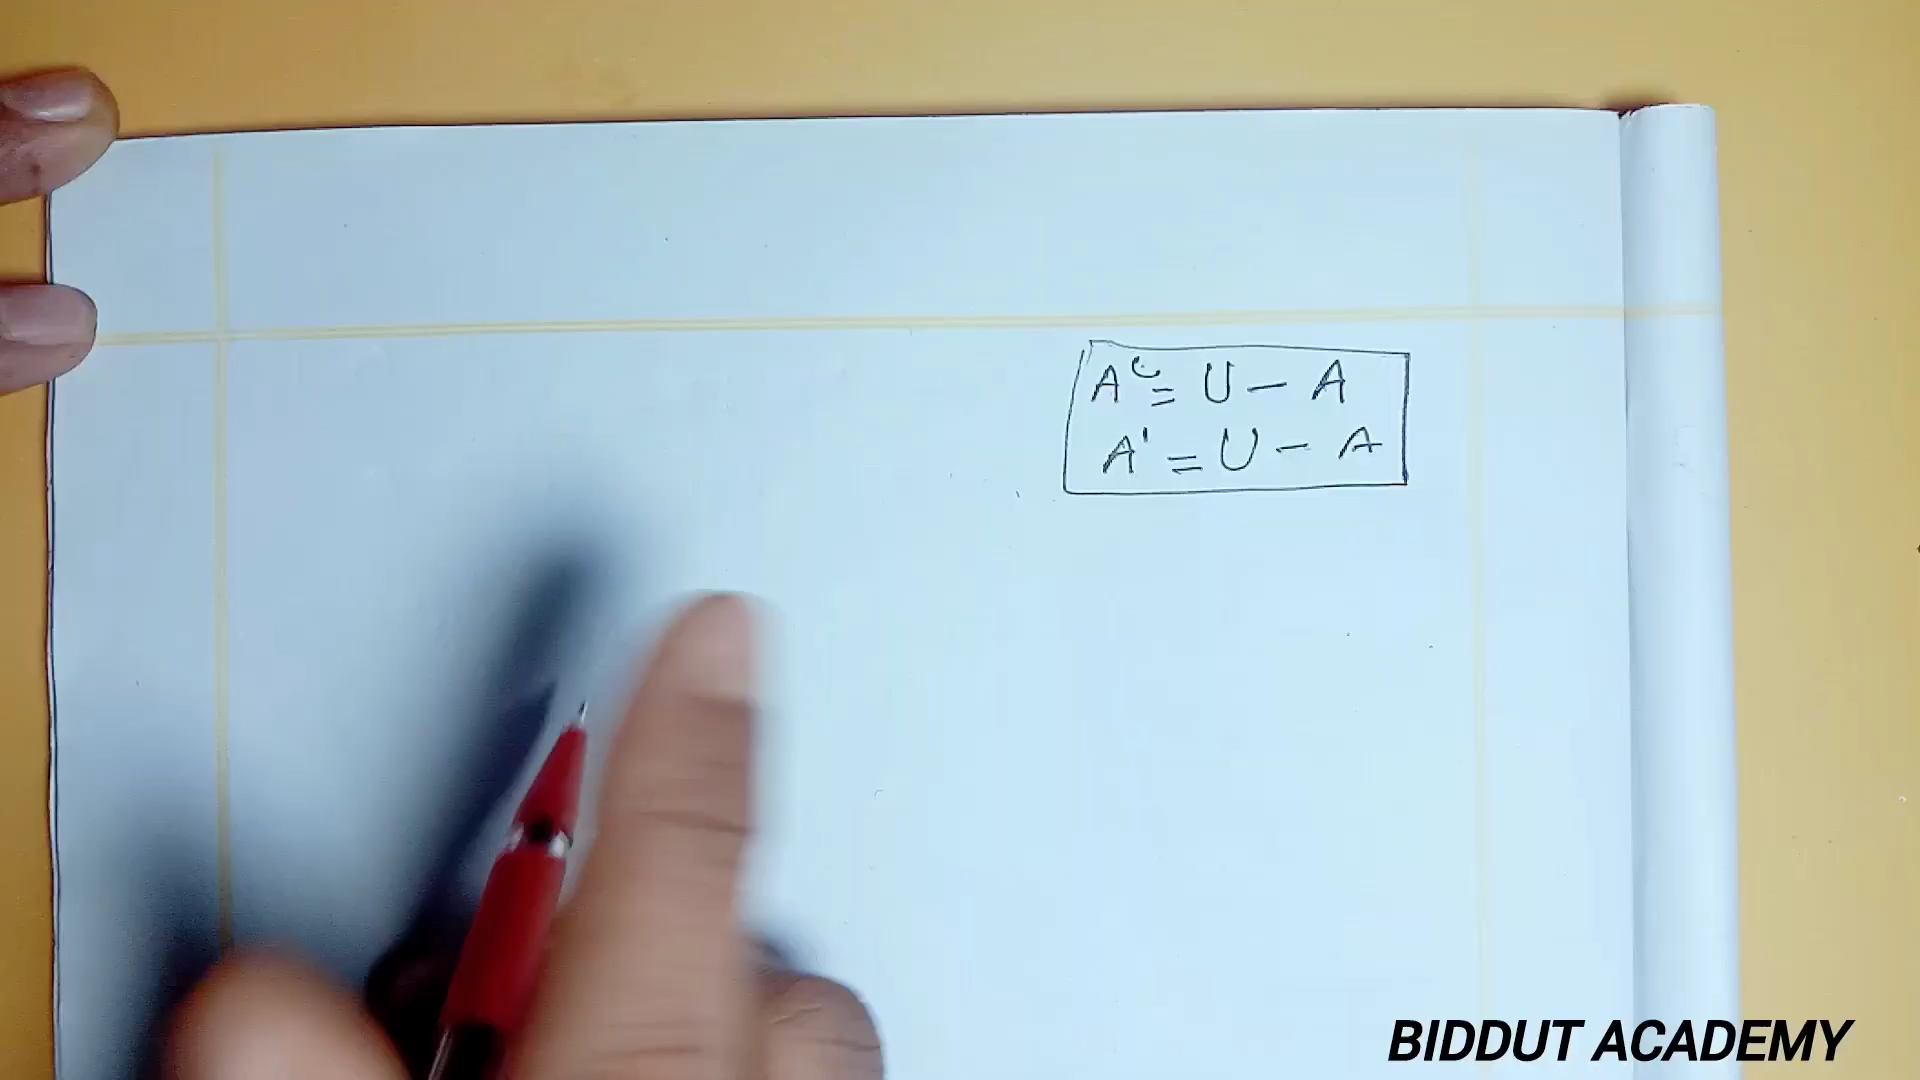 Aᶜ = U - A
A' = U - A
BIDDUT ACADEMY